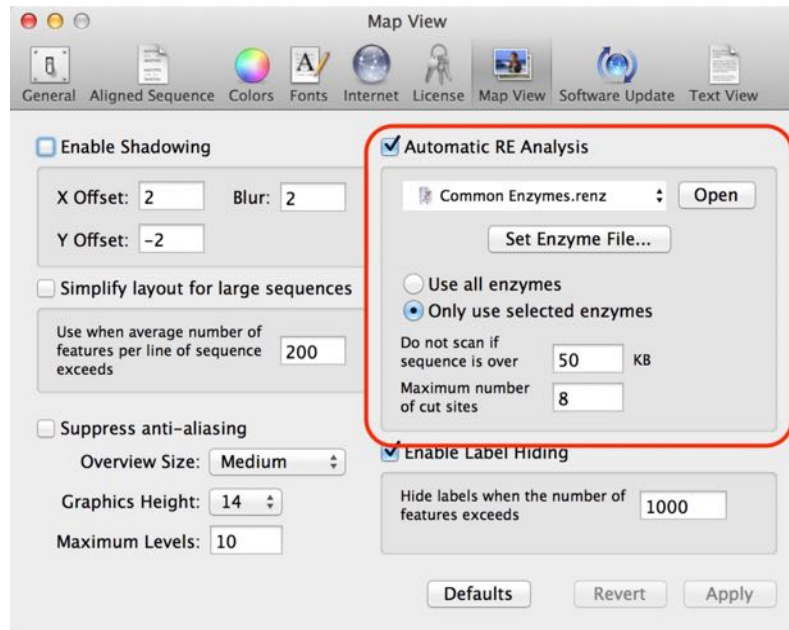 Map View
General Aligned Sequence Colors Fonts Internet License Map View Software Update Text View
Enable Shadowing
X Offset: 2 Blur: 2
Y Offset: -2
Simplify layout for large sequences
Use when average number of
features per line of sequence 200
exceeds
Suppress anti-aliasing
Overview Size: Medium
Graphics Height: 14
Maximum Levels: 10
Automatic RE Analysis
Common Enzymes.renz Open
Set Enzyme File...
Use all enzymes
Only use selected enzymes
Do not scan if
sequence is over 50 KB
Maximum number
of cut sites 8
Enable Label Hiding
Hide labels when the number of
features exceeds 1000
Defaults Revert Apply